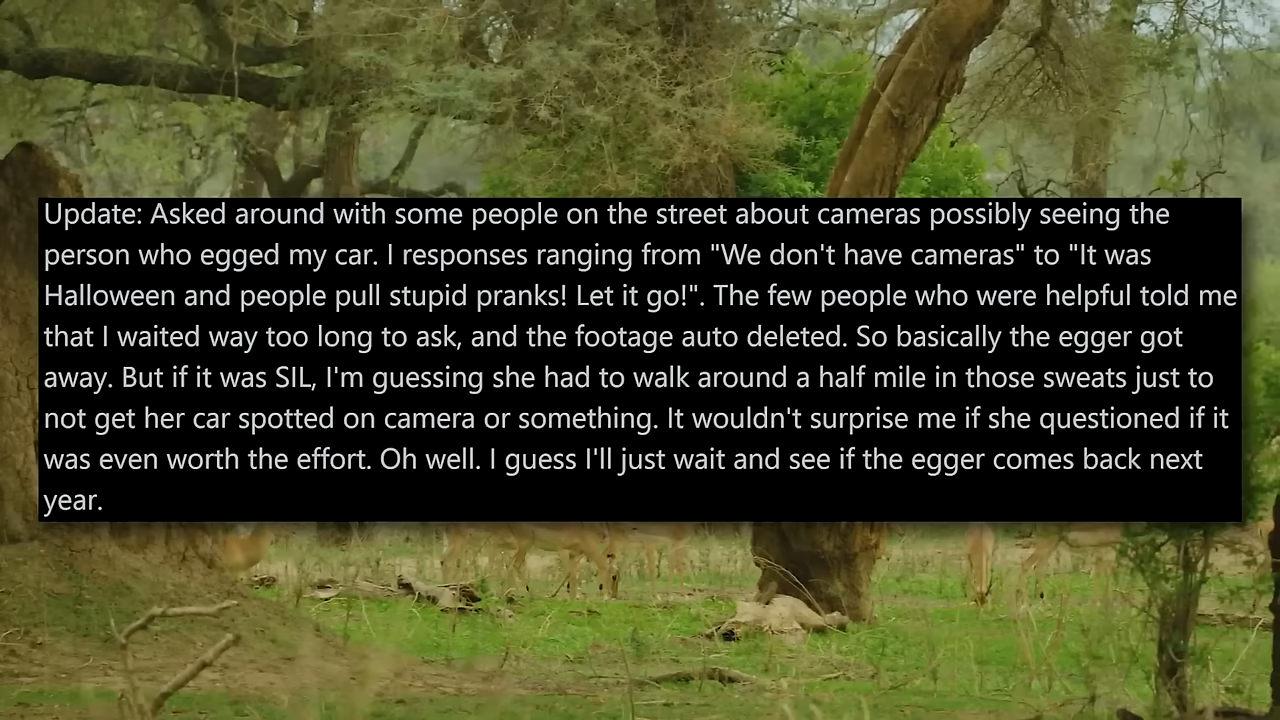 Update: Asked around with some people on the street about cameras possibly seeing the
person who egged my car. I responses ranging from "We don't have cameras" to "It was
Halloween and people pull stupid pranks! Let it go!". The few people who were helpful told me
that I waited way too long to ask, and the footage auto deleted. So basically the egger got
away. But if it was SIL, I'm guessing she had to walk around a half mile in those sweats just to
not get her car spotted on camera or something. It wouldn't surprise me if she questioned if it
was even worth the effort. Oh well. I guess I'll just wait and see if the egger comes back next
year.